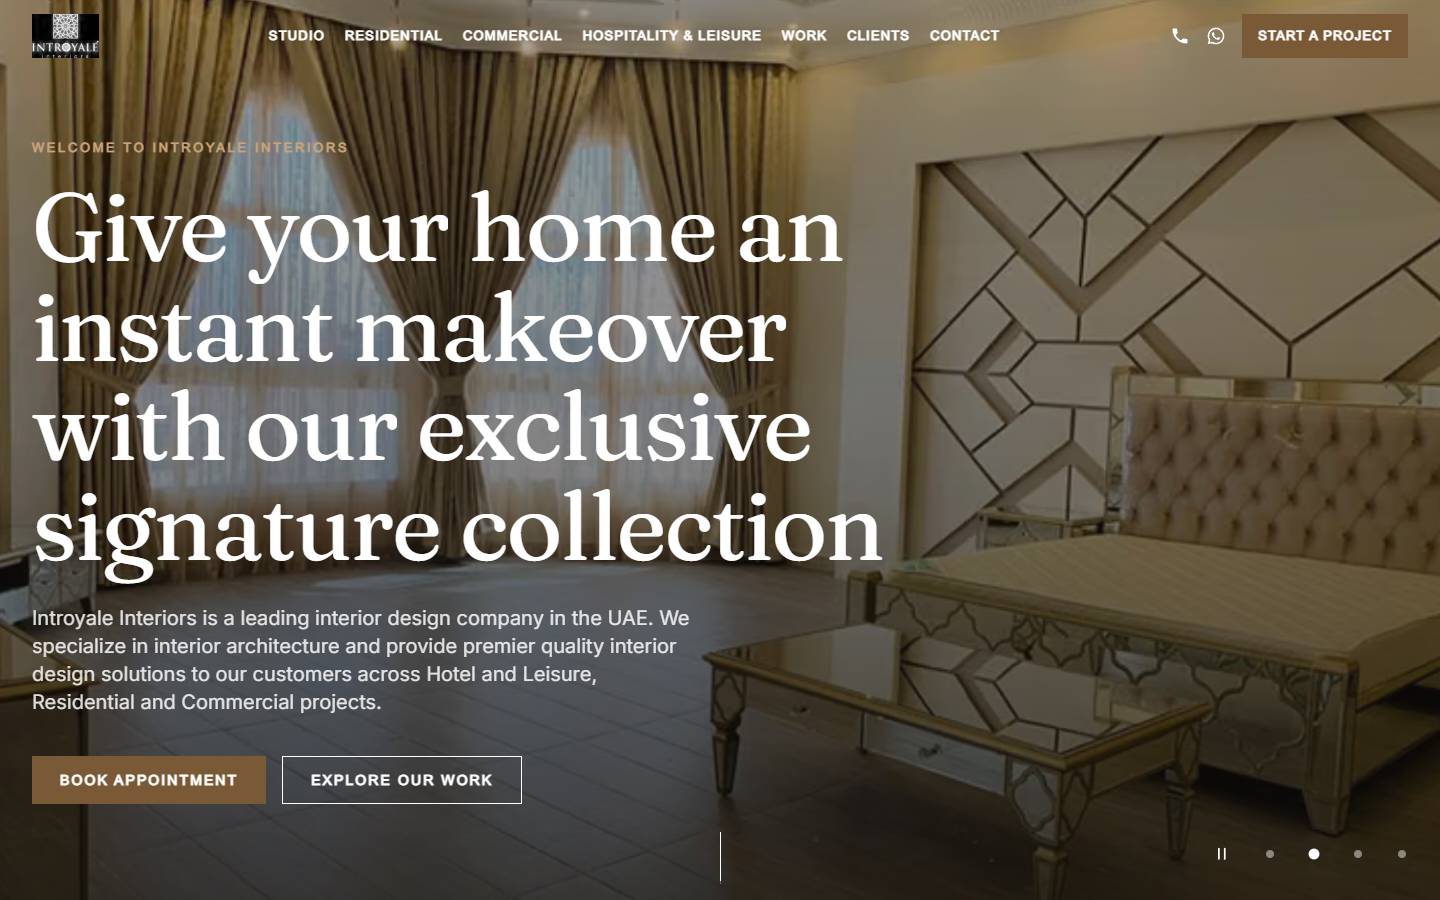 INTROYALE
interiors
STUDIO RESIDENTIAL COMMERCIAL HOSPITALITY & LEISURE WORK CLIENTS CONTACT
START A PROJECT
WELCOME TO INTROYALE INTERIORS
Give your home an
instant makeover
with our exclusive
signature collection
Introyale Interiors is a leading interior design company in the UAE. We
specialize in interior architecture and provide premier quality interior
design solutions to our customers across Hotel and Leisure,
Residential and Commercial projects.
BOOK APPOINTMENT
EXPLORE OUR WORK